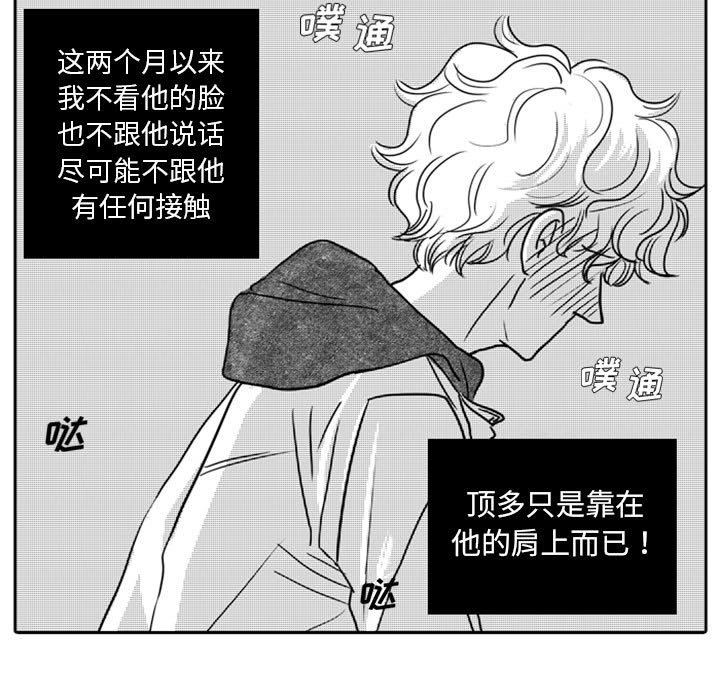 噗通
这两个月以来
我不看他的脸
也不跟他说话
尽可能不跟他
有任何接触
噗通
哒
顶多只是靠在
他的肩上而已！
哒